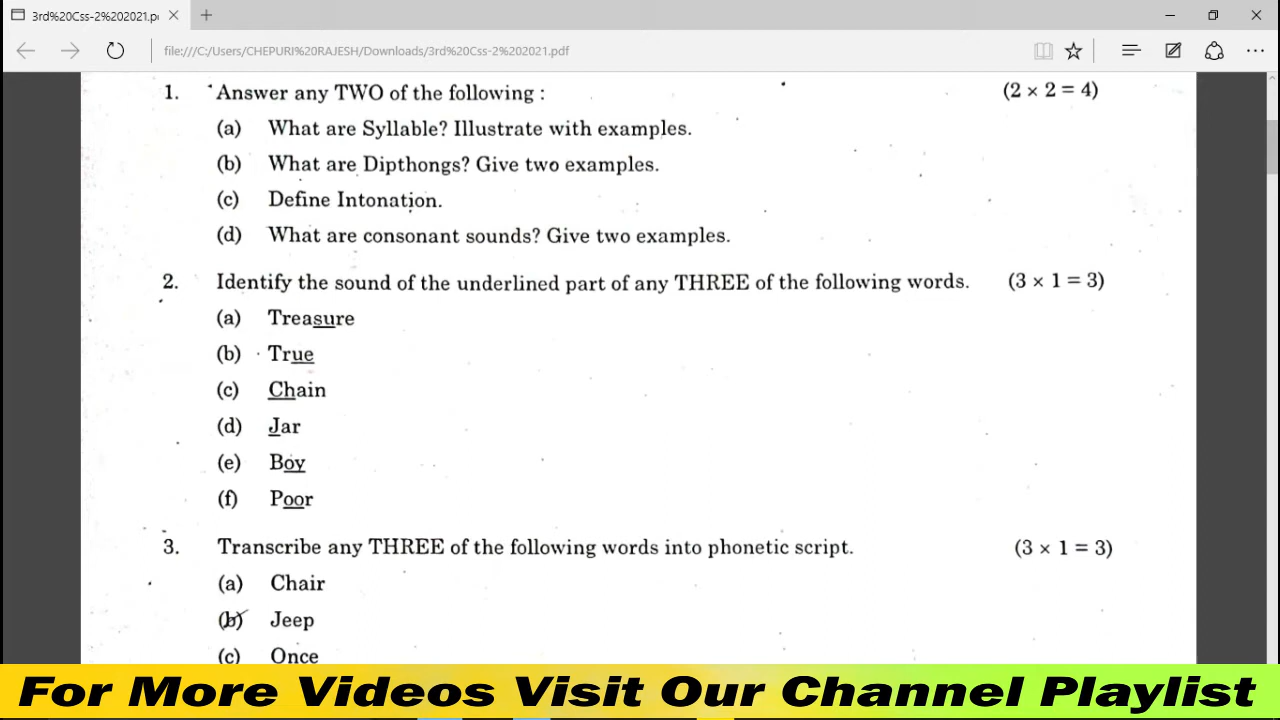 3rd%20Css-2%202021.p
file:///C:/Users/CHEPURI%20RAJESH/Downloads/3rd%20Css-2%202021.pdf
1. Answer any TWO of the following : (2 × 2 = 4)
(a) What are Syllable? Illustrate with examples.
(b) What are Dipthongs? Give two examples.
(c) Define Intonation.
(d) What are consonant sounds? Give two examples.
2. Identify the sound of the underlined part of any THREE of the following words. (3 × 1 = 3)
(a) Treasure
(b) True
(c) Chain
(d) Jar
(e) Boy
(f) Poor
3. Transcribe any THREE of the following words into phonetic script. (3 × 1 = 3)
(a) Chair
(b) Jeep
(c) Once
For More Videos Visit Our Channel Playlist